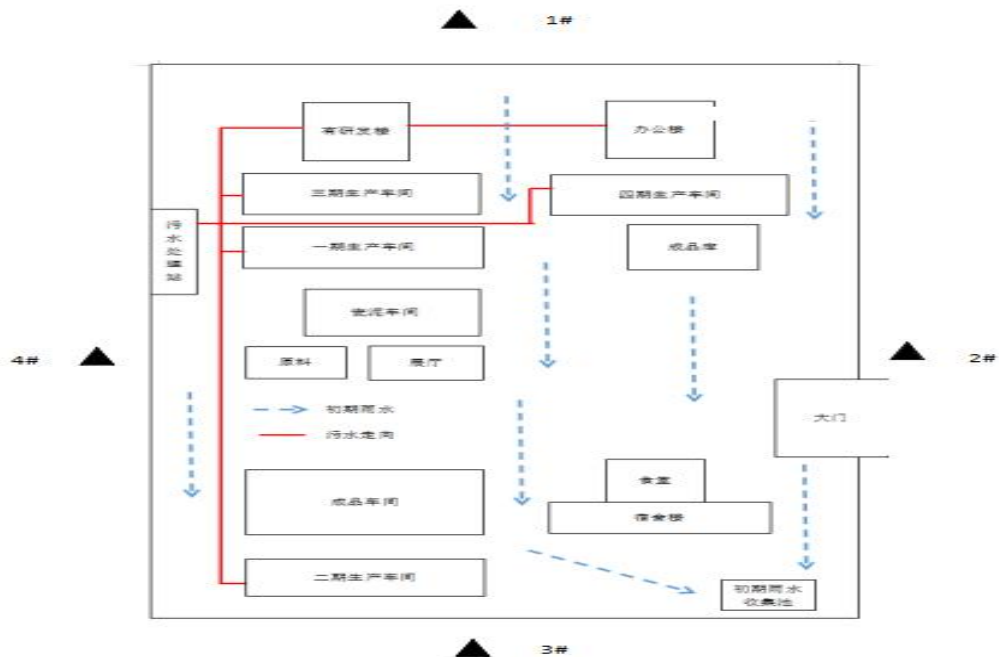 1#
有研发楼
办公楼
三期生产车间
四期生产车间
污水处理站
一期生产车间
成品库
瓷泥车间
4#
原料
展厅
2#
初期雨水
大门
污水走向
成品车间
食堂
宿舍楼
二期生产车间
初期雨水
收集池
3#